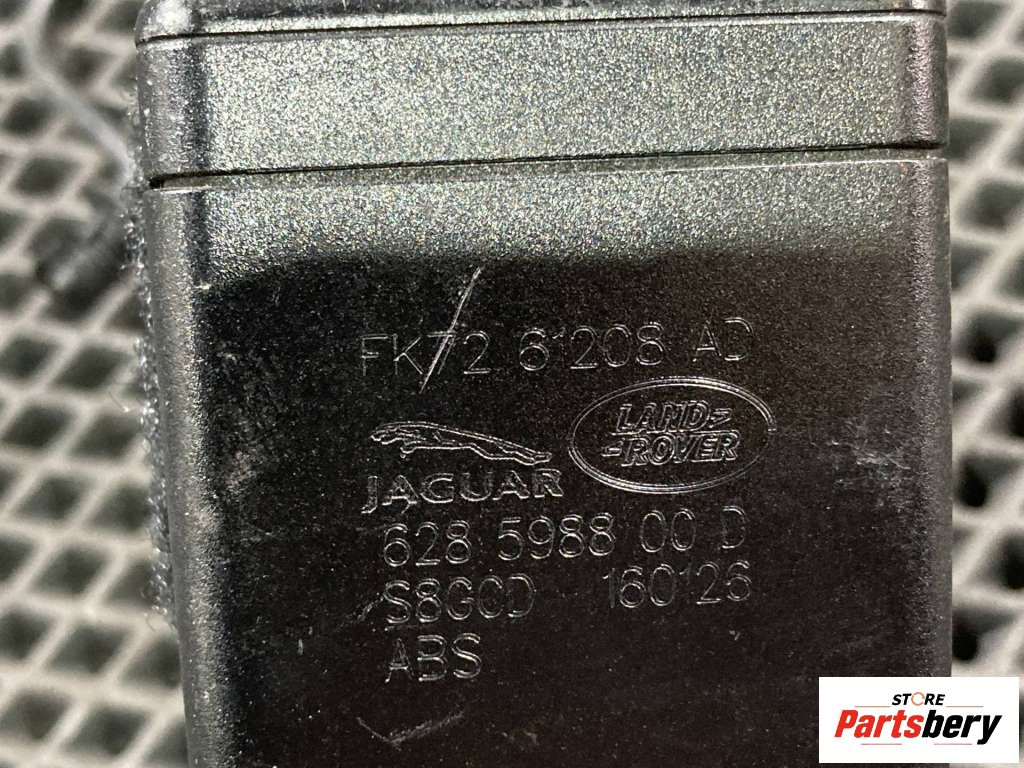 FK72 61208 AD
LAND-
-ROVER
JAGUAR
628 5988 00 D
S8GCD 160126
ABS
STORE
Partsbery